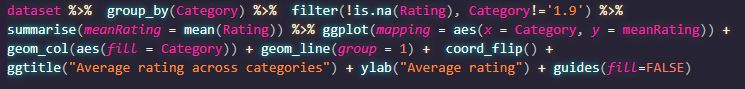 dataset %>%  group_by(Category) %>%  filter(!is.na(Rating), Category!='1.9') %>%
summarise(meanRating = mean(Rating)) %>% ggplot(mapping = aes(x = Category, y = meanRating)) +
geom_col(aes(fill = Category)) + geom_line(group = 1) +  coord_flip() +
ggtitle("Average rating across categories") + ylab("Average rating") + guides(fill=FALSE)